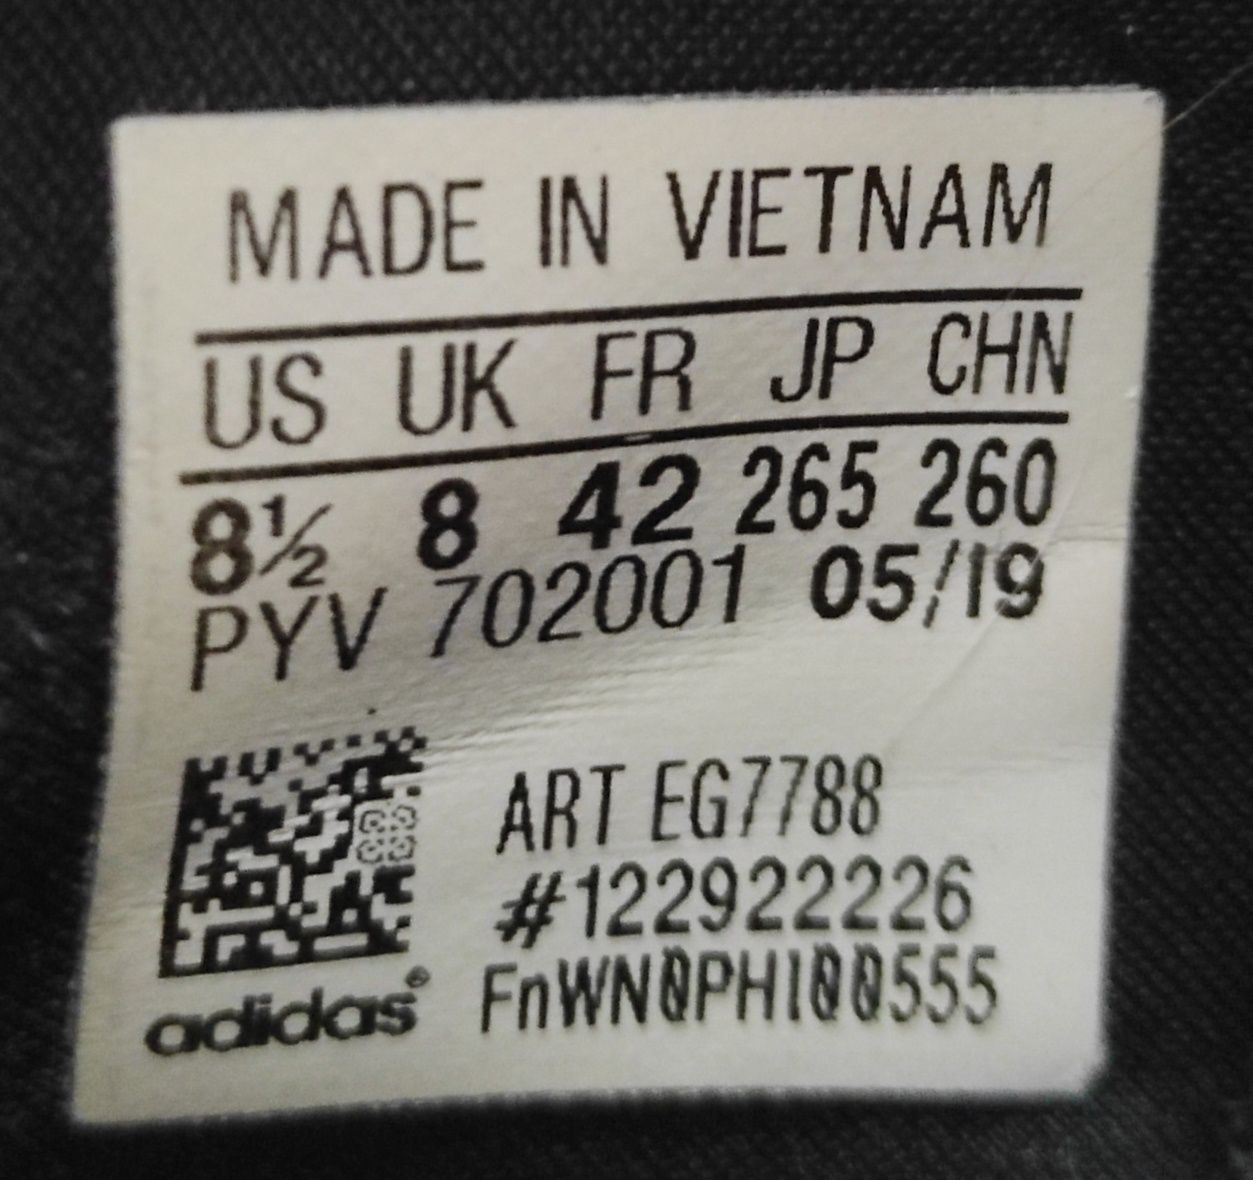 MADE IN VIETNAM
US UK FR JP CHN
8½ 8 42 265 260
PYV 702001 05/19
ART EG7788
#122922226
FnWN0PHI00555
adidas®